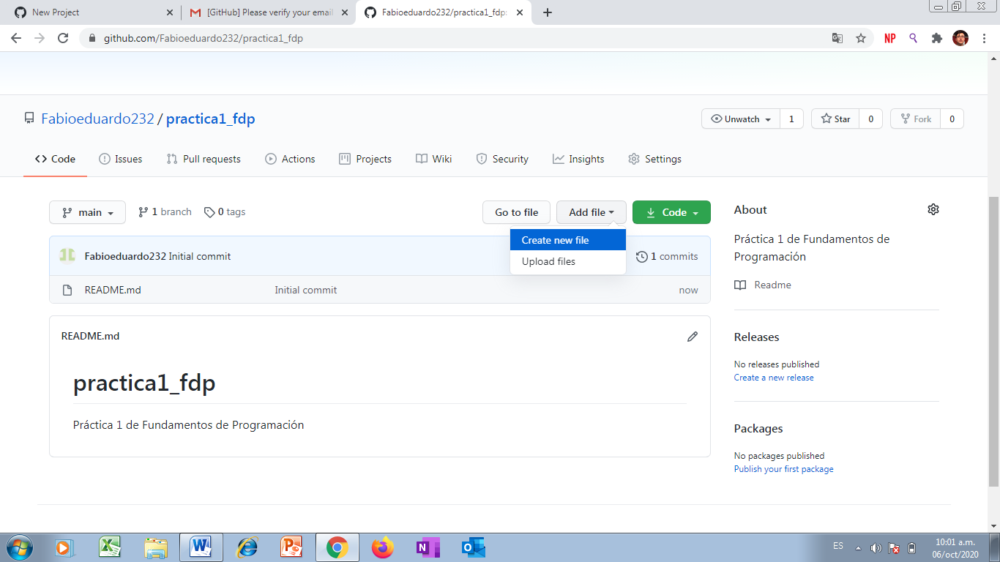 New Project
[GitHub] Please verify your email
Fabioeduardo232/practica1_fdp:
github.com/Fabioeduardo232/practica1_fdp
NP
Fabioeduardo232 / practica1_fdp
Unwatch 1
Star 0
Fork 0
Code Issues Pull requests Actions Projects Wiki Security Insights Settings
main
1 branch
0 tags
Go to file
Add file
Code
Create new file
Upload files
Fabioeduardo232 Initial commit
1 commits
README.md Initial commit now
README.md
practica1_fdp
Práctica 1 de Fundamentos de Programación
About
Práctica 1 de Fundamentos de
Programación
Readme
Releases
No releases published
Create a new release
Packages
No packages published
Publish your first package
ES
10:01 a.m.
06/oct/2020